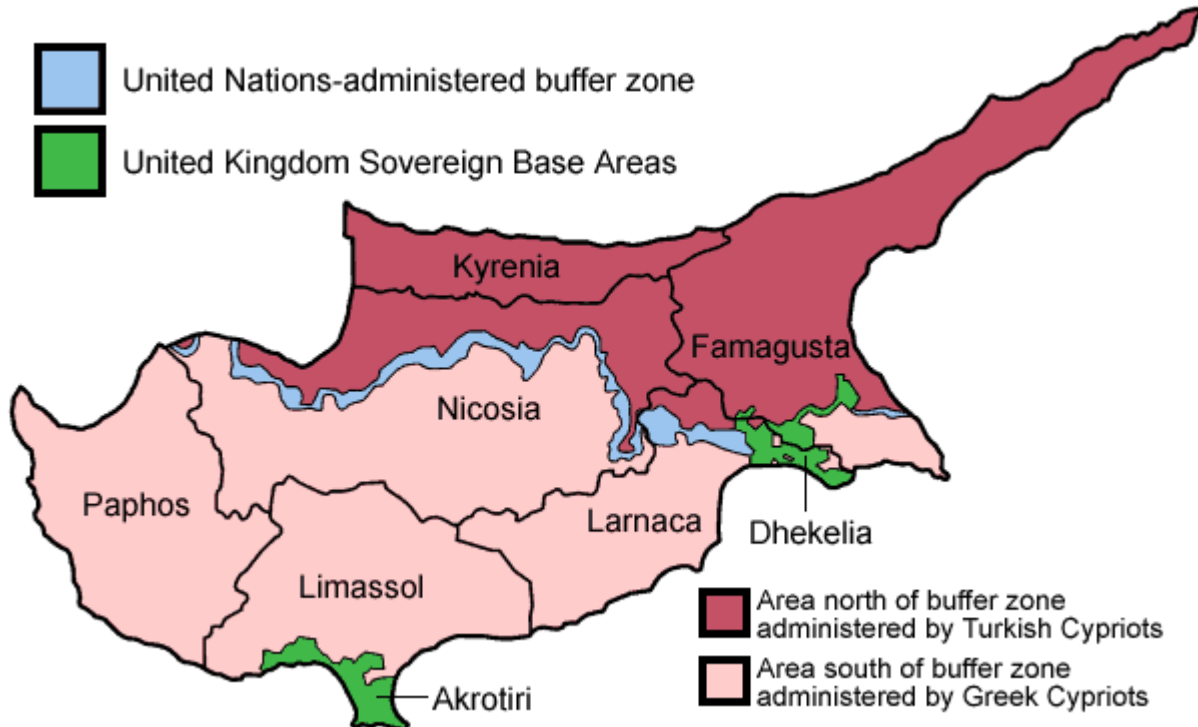 United Nations-administered buffer zone
United Kingdom Sovereign Base Areas
Kyrenia
Famagusta
Nicosia
Paphos
Larnaca
Dhekelia
Limassol
Akrotiri
Area north of buffer zone
administered by Turkish Cypriots
Area south of buffer zone
administered by Greek Cypriots